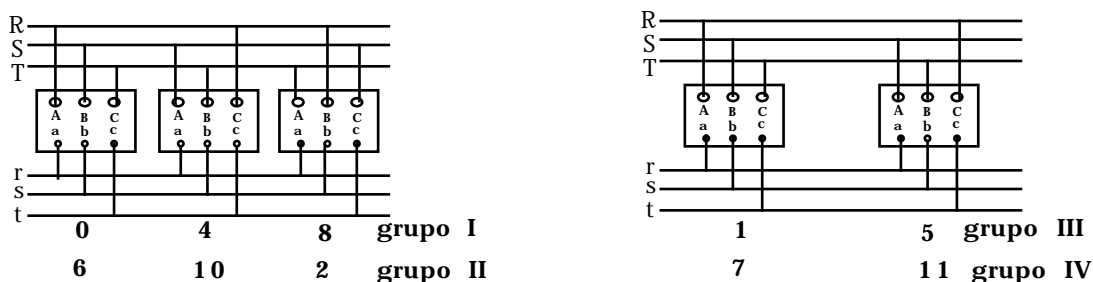 R
S
T
A B C A B C A B C
a b c a b c a b c
r
s
t
0 4 8 grupo I
6 10 2 grupo II
R
S
T
A B C A B C
a b c a b c
r
s
t
1 5 grupo III
7 11 grupo IV